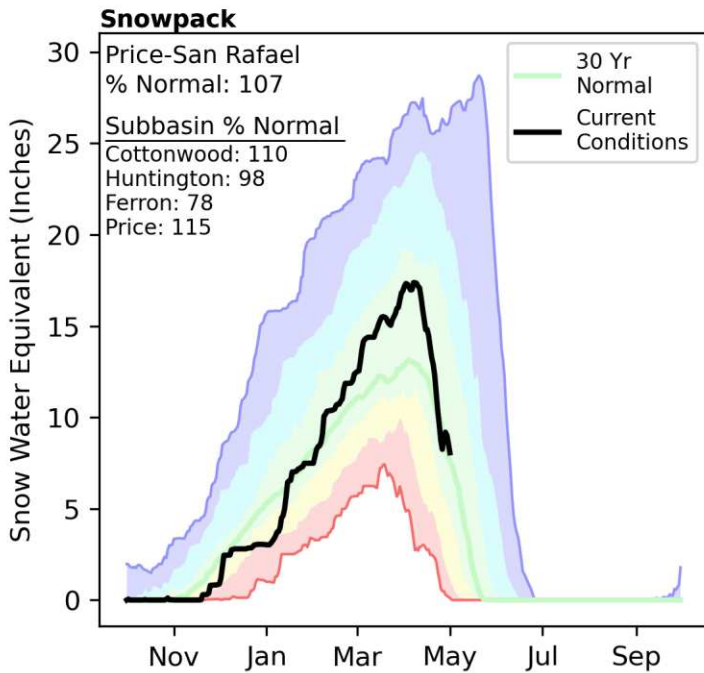 Snowpack
Price-San Rafael
% Normal: 107
Subbasin % Normal
Cottonwood: 110
Huntington: 98
Ferron: 78
Price: 115
30 Yr
Normal
Current
Conditions
Snow Water Equivalent (Inches)
30
25
20
15
10
5
0
Nov
Jan
Mar
May
Jul
Sep